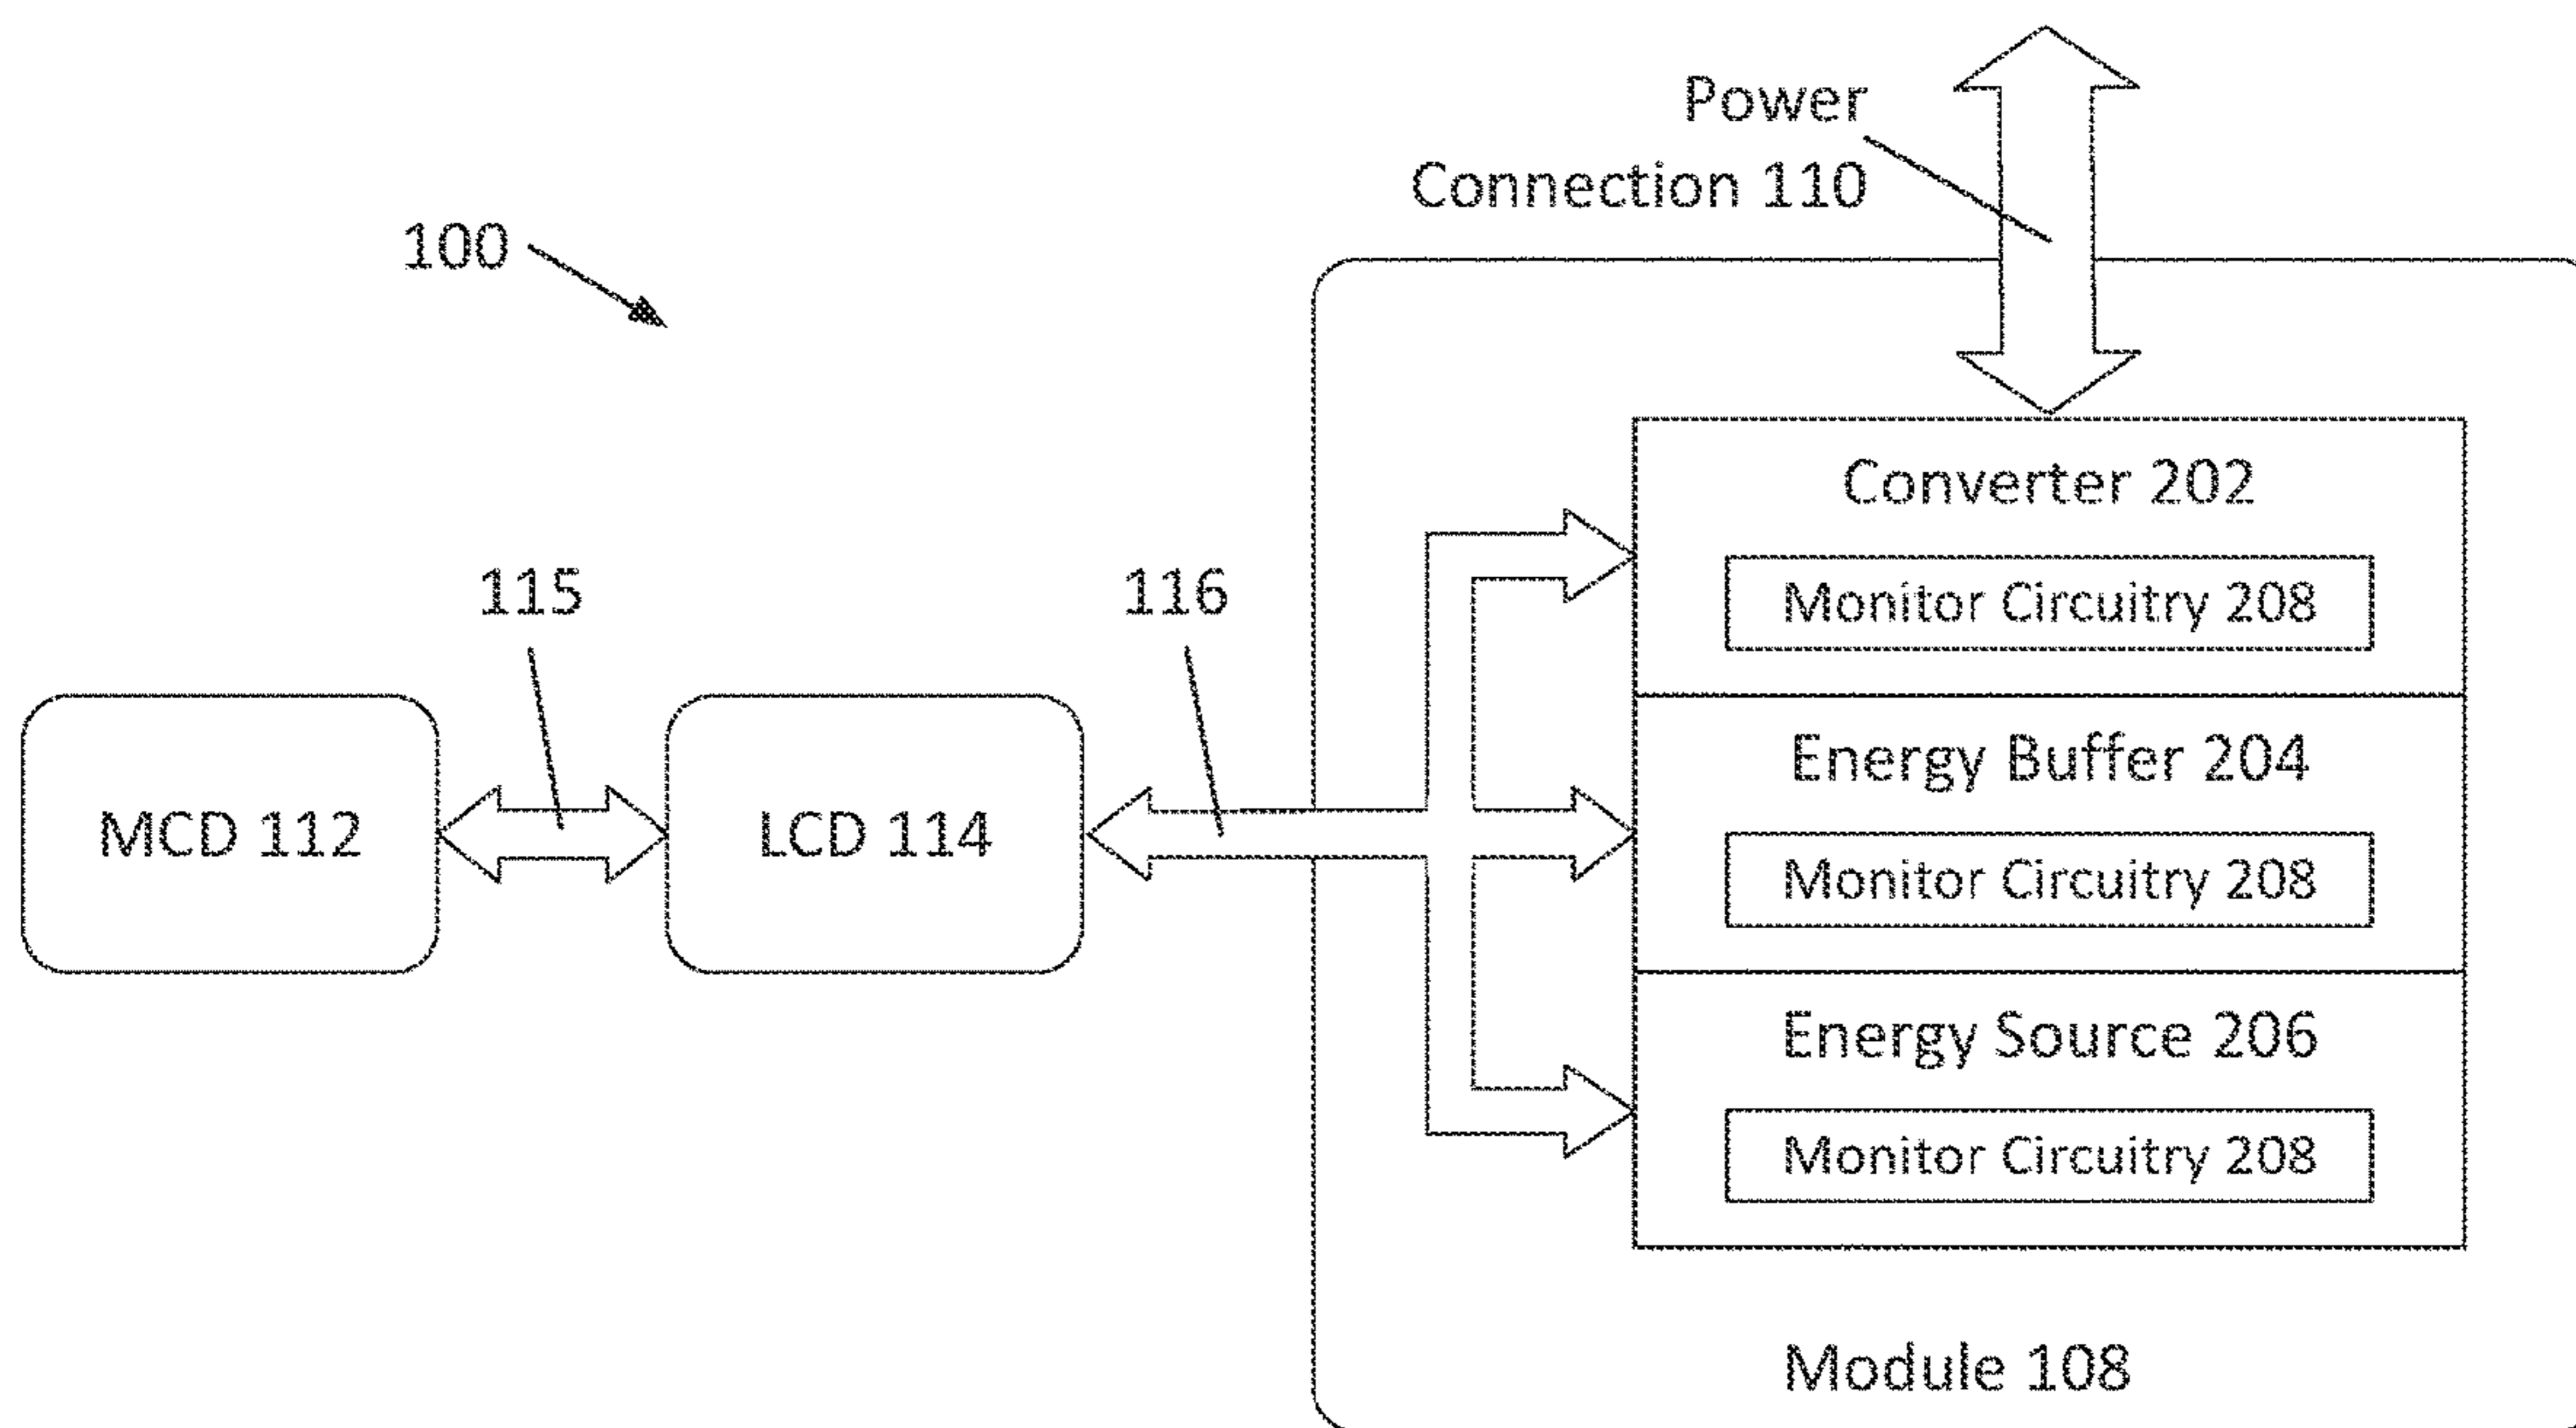 Power
Connection 110
100
Converter 202
Monitor Circuitry 208
115
116
Energy Buffer 204
MCD 112
LCD 114
Monitor Circuitry 208
Energy Source 206
Monitor Circuitry 208
Module 108